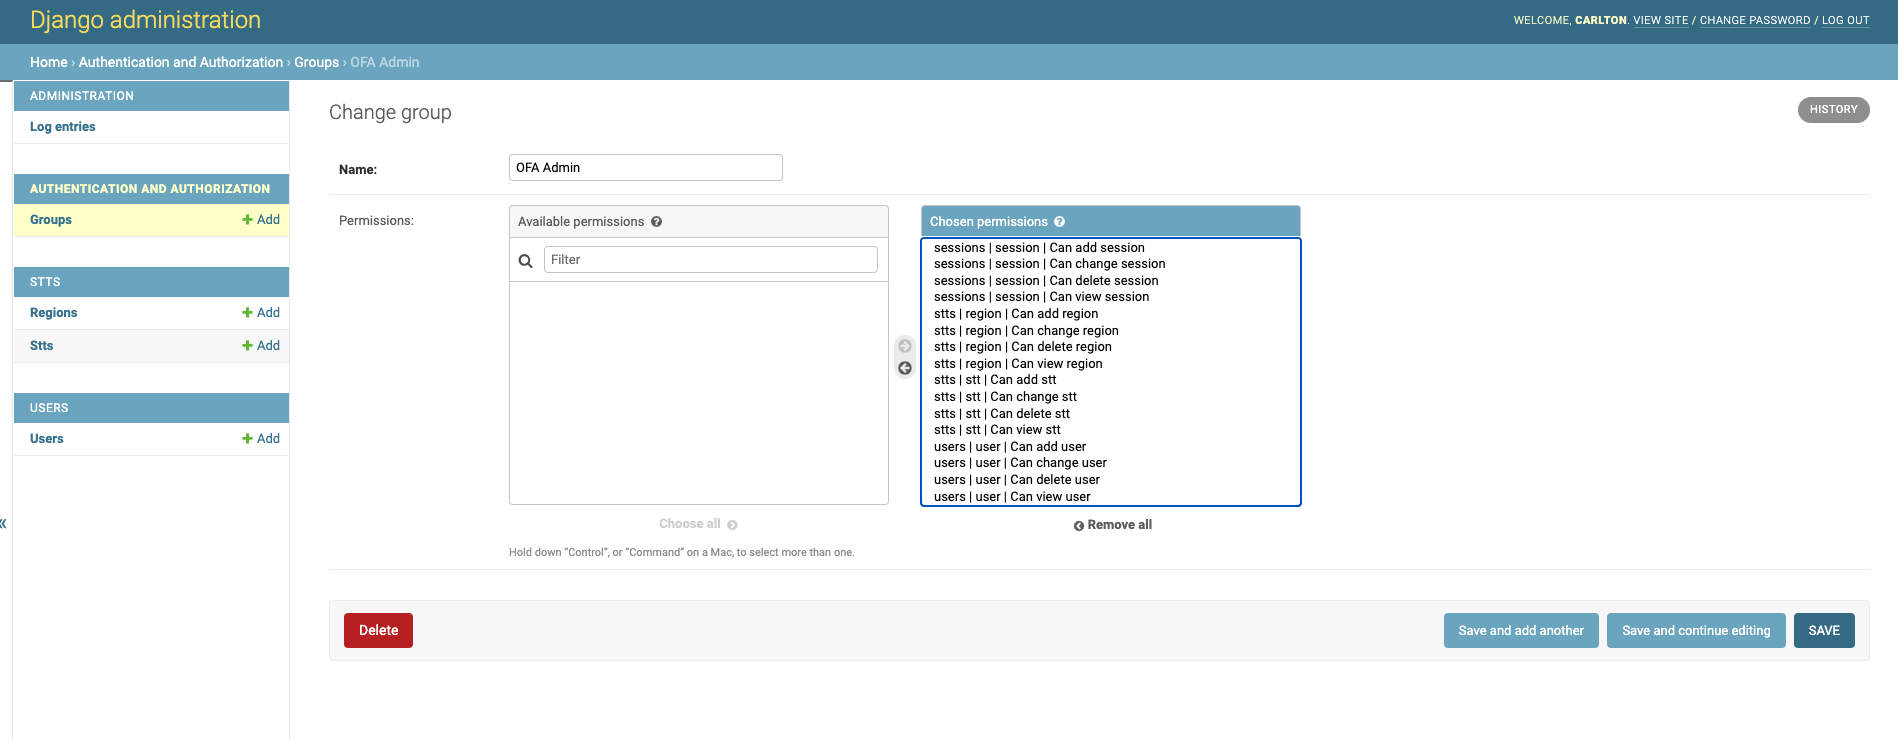 Django administration
WELCOME, CARLTON. VIEW SITE / CHANGE PASSWORD / LOG OUT
Home › Authentication and Authorization › Groups › OFA Admin
ADMINISTRATION
Log entries
AUTHENTICATION AND AUTHORIZATION
Groups + Add
STTS
Regions + Add
Stts + Add
USERS
Users + Add
«
Change group
HISTORY
Name: OFA Admin
Permissions:
Available permissions ?
Filter
Choose all
Chosen permissions ?
sessions | session | Can add session
sessions | session | Can change session
sessions | session | Can delete session
sessions | session | Can view session
stts | region | Can add region
stts | region | Can change region
stts | region | Can delete region
stts | region | Can view region
stts | stt | Can add stt
stts | stt | Can change stt
stts | stt | Can delete stt
stts | stt | Can view stt
users | user | Can add user
users | user | Can change user
users | user | Can delete user
users | user | Can view user
Remove all
Hold down “Control”, or “Command” on a Mac, to select more than one.
Delete
Save and add another
Save and continue editing
SAVE